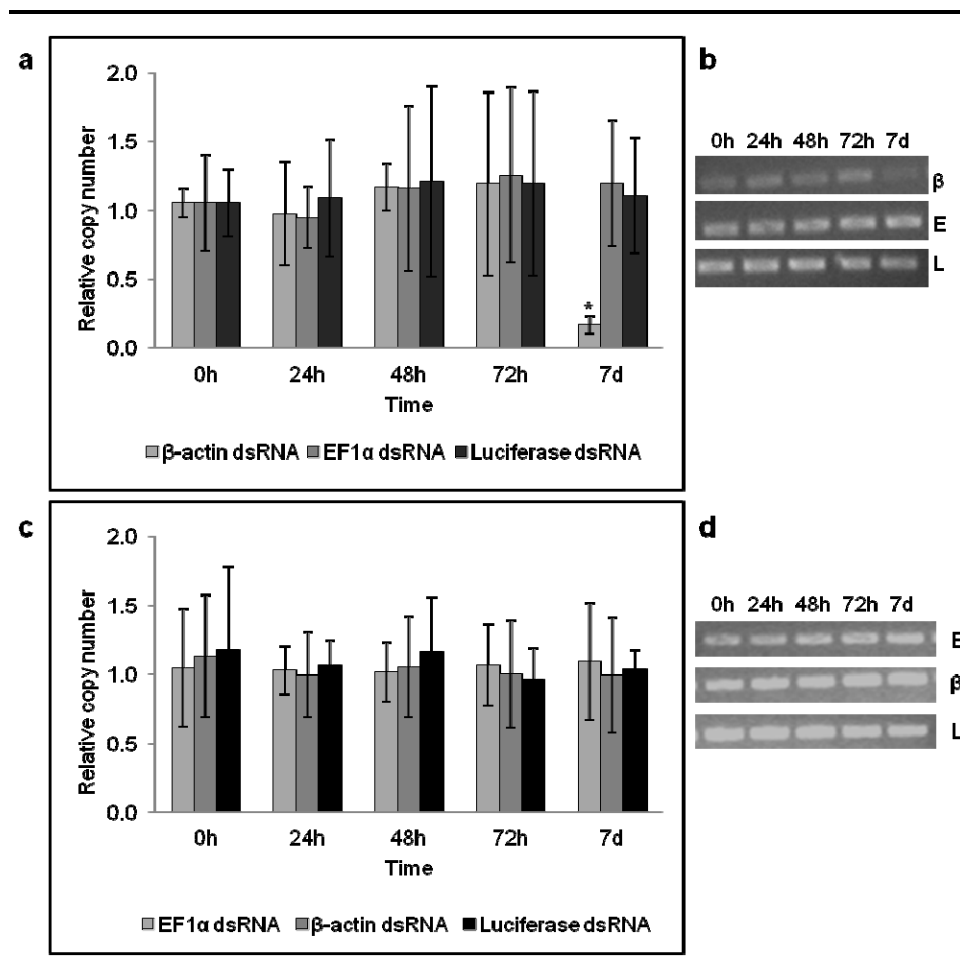 a
2.0
1.5
1.0
0.5
0.0
Relative copy number
*
0h 24h 48h 72h 7d
Time
β-actin dsRNA EF1α dsRNA Luciferase dsRNA
b
0h 24h 48h 72h 7d
β
E
L
c
2.0
1.5
1.0
0.5
0.0
Relative copy number
0h 24h 48h 72h 7d
Time
EF1α dsRNA β-actin dsRNA Luciferase dsRNA
d
0h 24h 48h 72h 7d
E
β
L